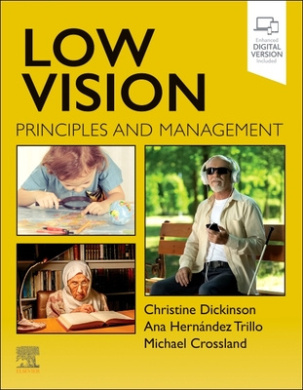 LOW
VISION
PRINCIPLES AND MANAGEMENT
Enhanced
DIGITAL
VERSION
Included
Christine Dickinson
Ana Hernández Trillo
Michael Crossland
ELSEVIER